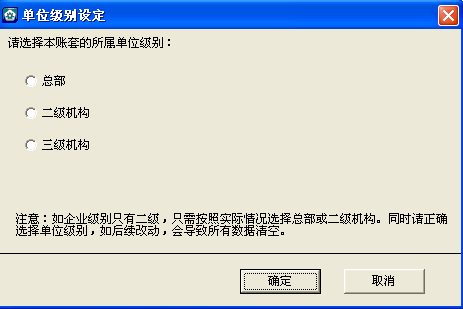 单位级别设定
请选择本账套的所属单位级别：
总部
二级机构
三级机构
注意：如企业级别只有二级，只需按照实际情况选择总部或二级机构。同时请正确
选择单位级别，如后续改动，会导致所有数据清空。
确定
取消